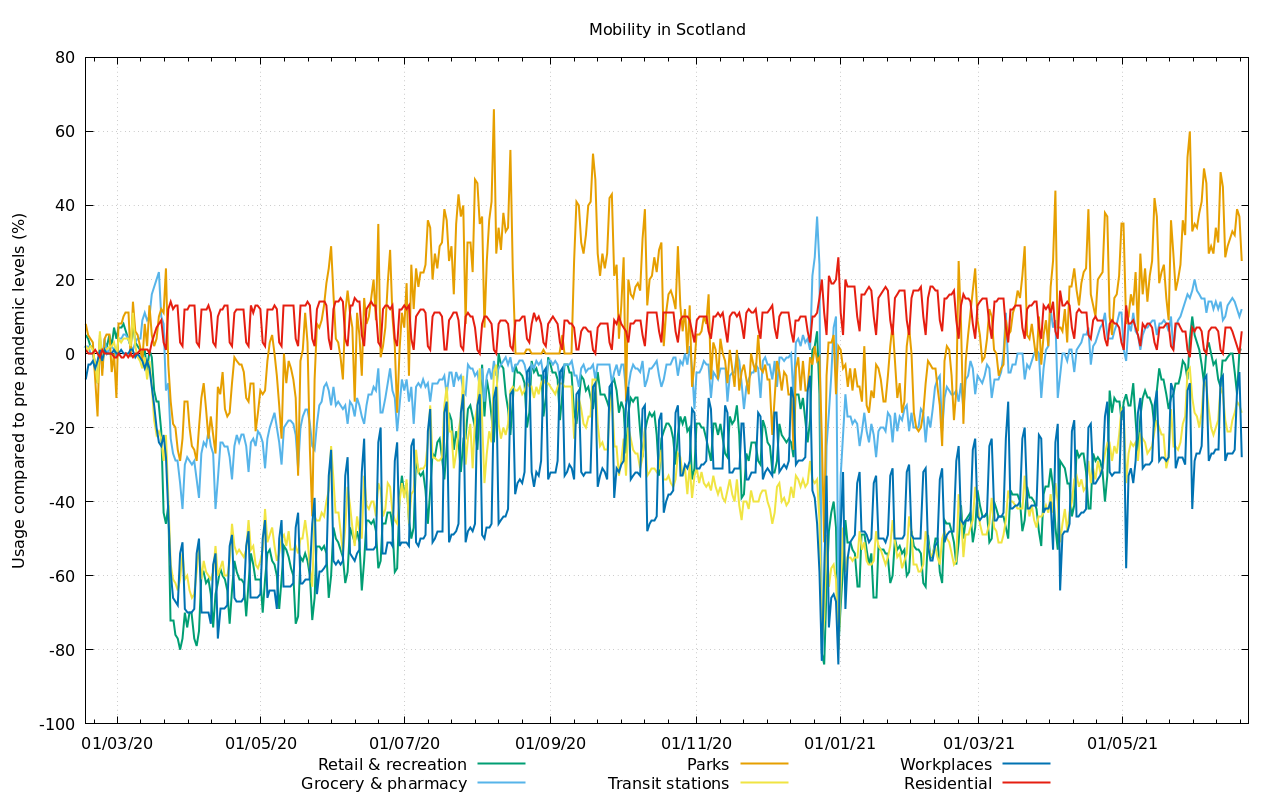 Mobility in Scotland
Usage compared to pre pandemic levels (%)
80
60
40
20
0
-20
-40
-60
-80
-100
01/03/20 01/05/20 01/07/20 01/09/20 01/11/20 01/01/21 01/03/21 01/05/21
Retail & recreation Parks Workplaces
Grocery & pharmacy Transit stations Residential